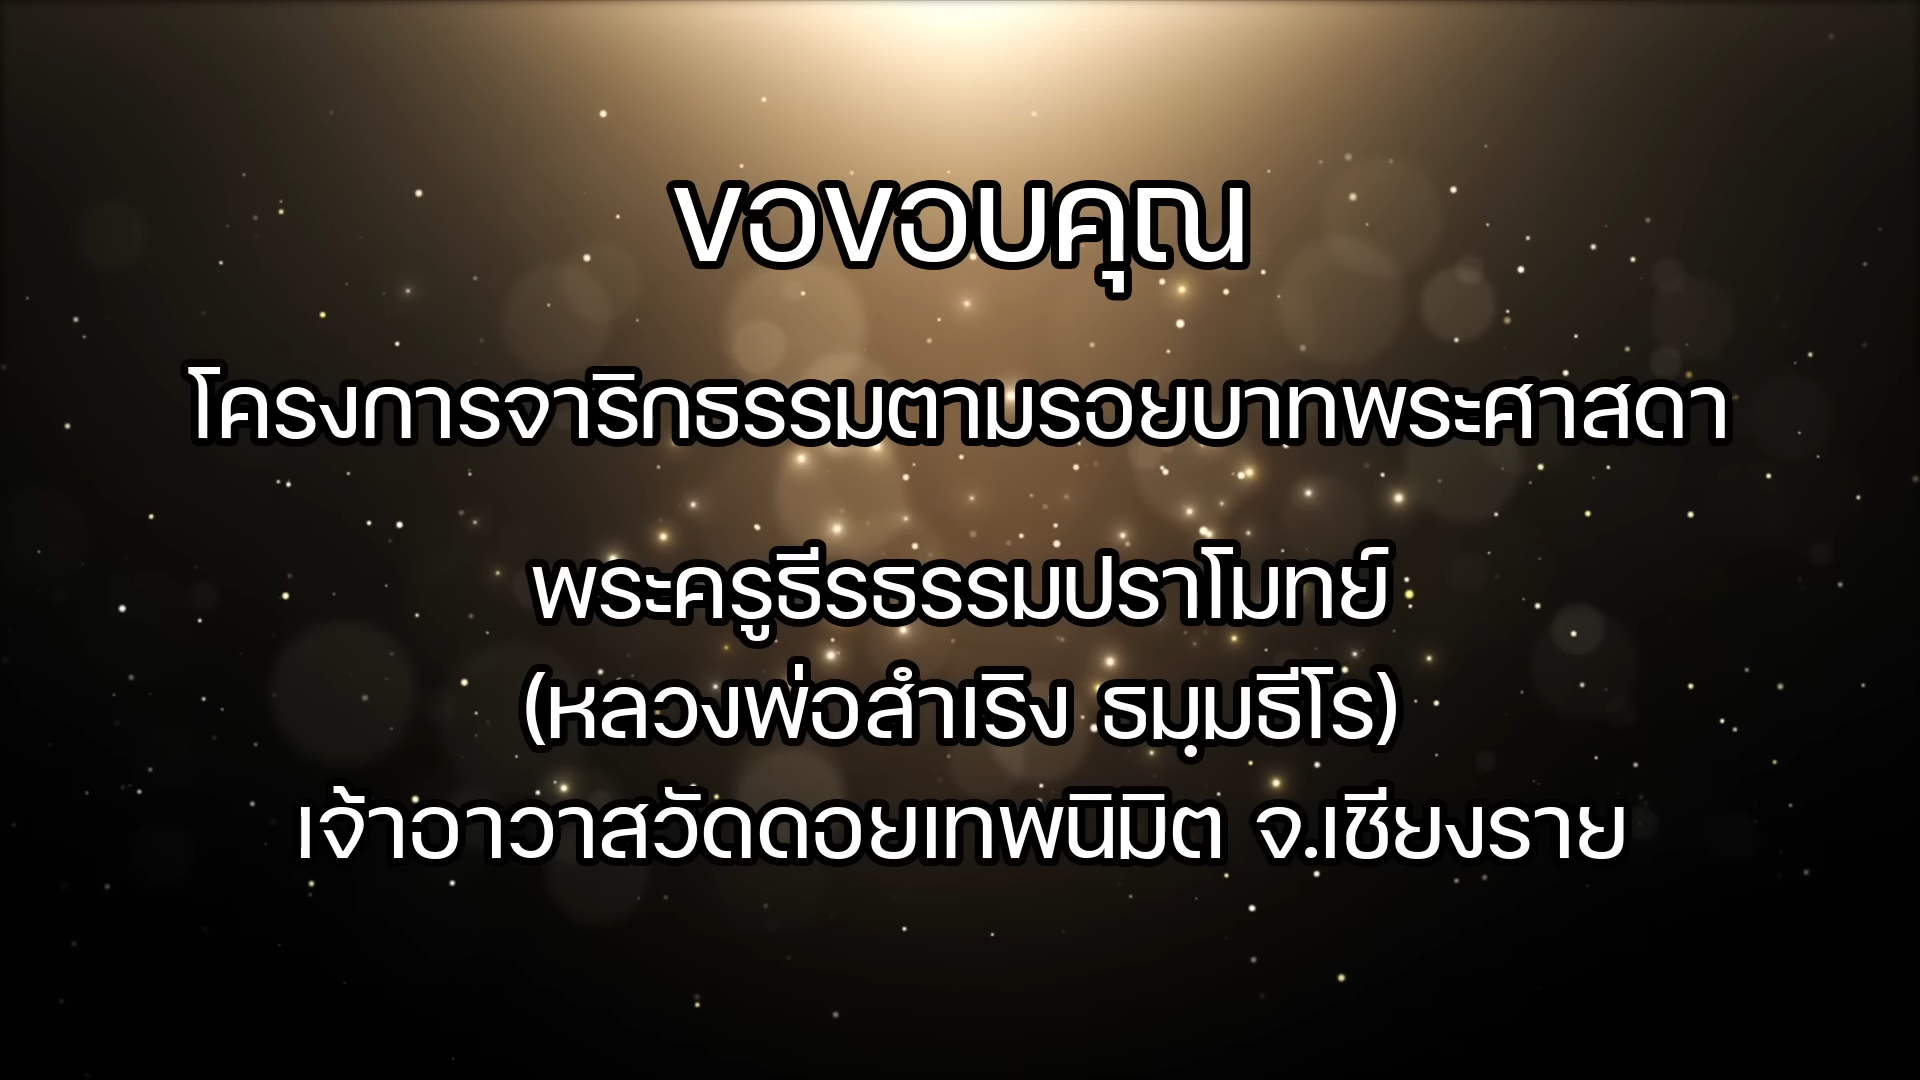 ขอขอบคุณ
โครงการจาริกธรรมตามรอยบาทพระศาสดา
พระครูธีรธรรมปราโมทย์
(หลวงพ่อสำเริง ธมฺมธีโร)
เจ้าอาวาสวัดดอยเทพนิมิต จ.เชียงราย